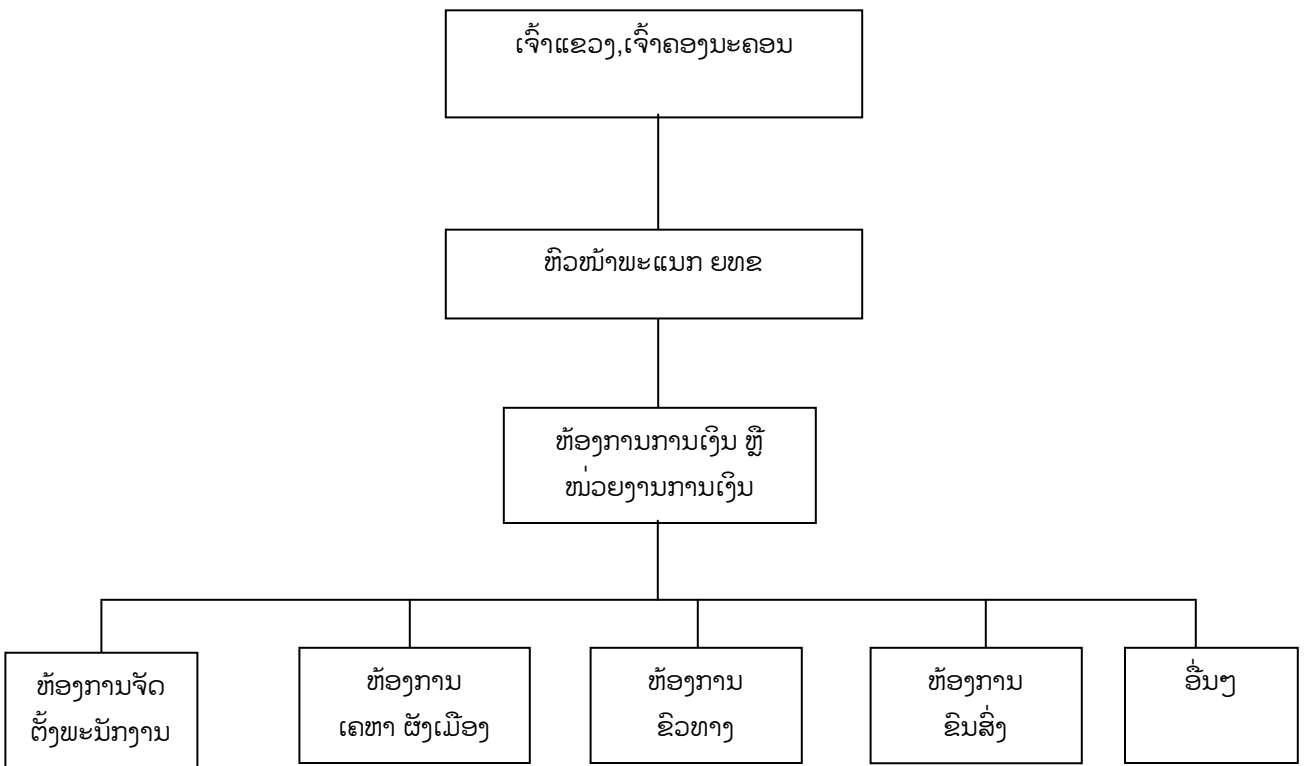 ເຈົ້າແຂວງ,ເຈົ້າຄອງນະຄອນ
ຫົວໜ້າພະແນກ ຍທຂ
ຫ້ອງການການເງິນ ຫຼື
ໜ່ວຍງານການເງິນ
ຫ້ອງການຈັດ
ຕັ້ງພະນັກງານ
ຫ້ອງການ
ເຄຫາ ຜັງເມືອງ
ຫ້ອງການ
ຂົວທາງ
ຫ້ອງການ
ຂົນສົ່ງ
ອື່ນໆ